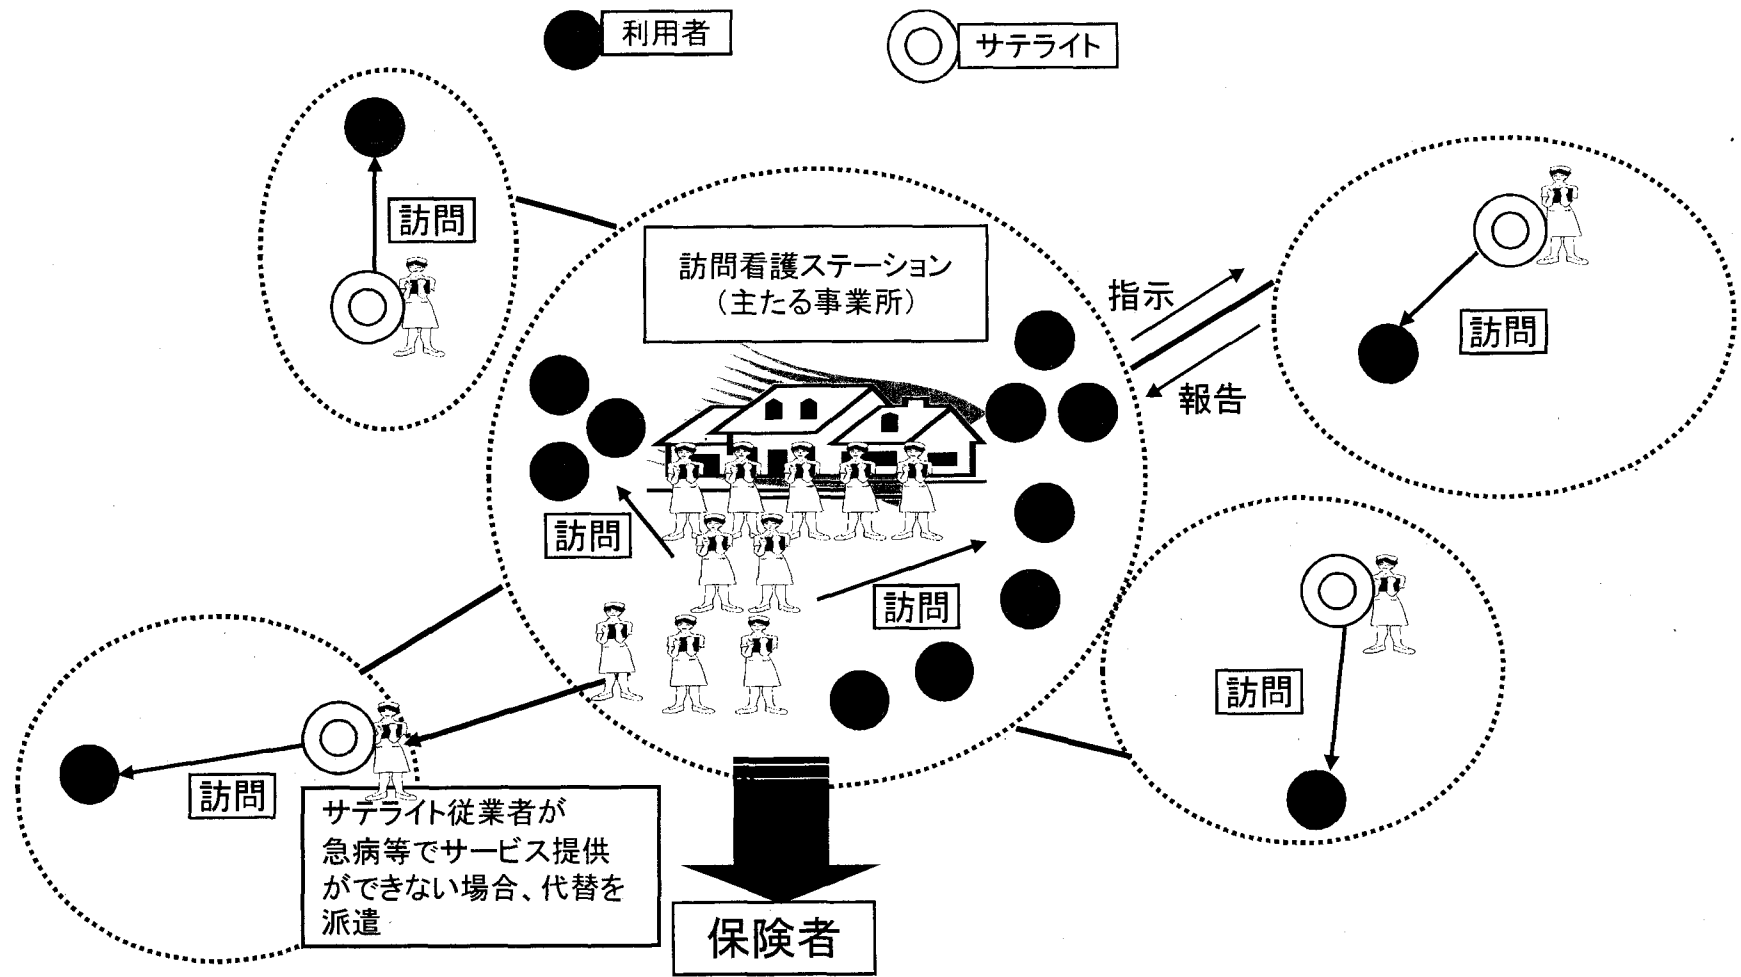 利用者
サテライト
訪問
訪問看護ステーション
(主たる事業所)
指示
訪問
報告
訪問
訪問
訪問
訪問
サテライト従業者が
急病等でサービス提供
ができない場合、代替を
派遣
保険者